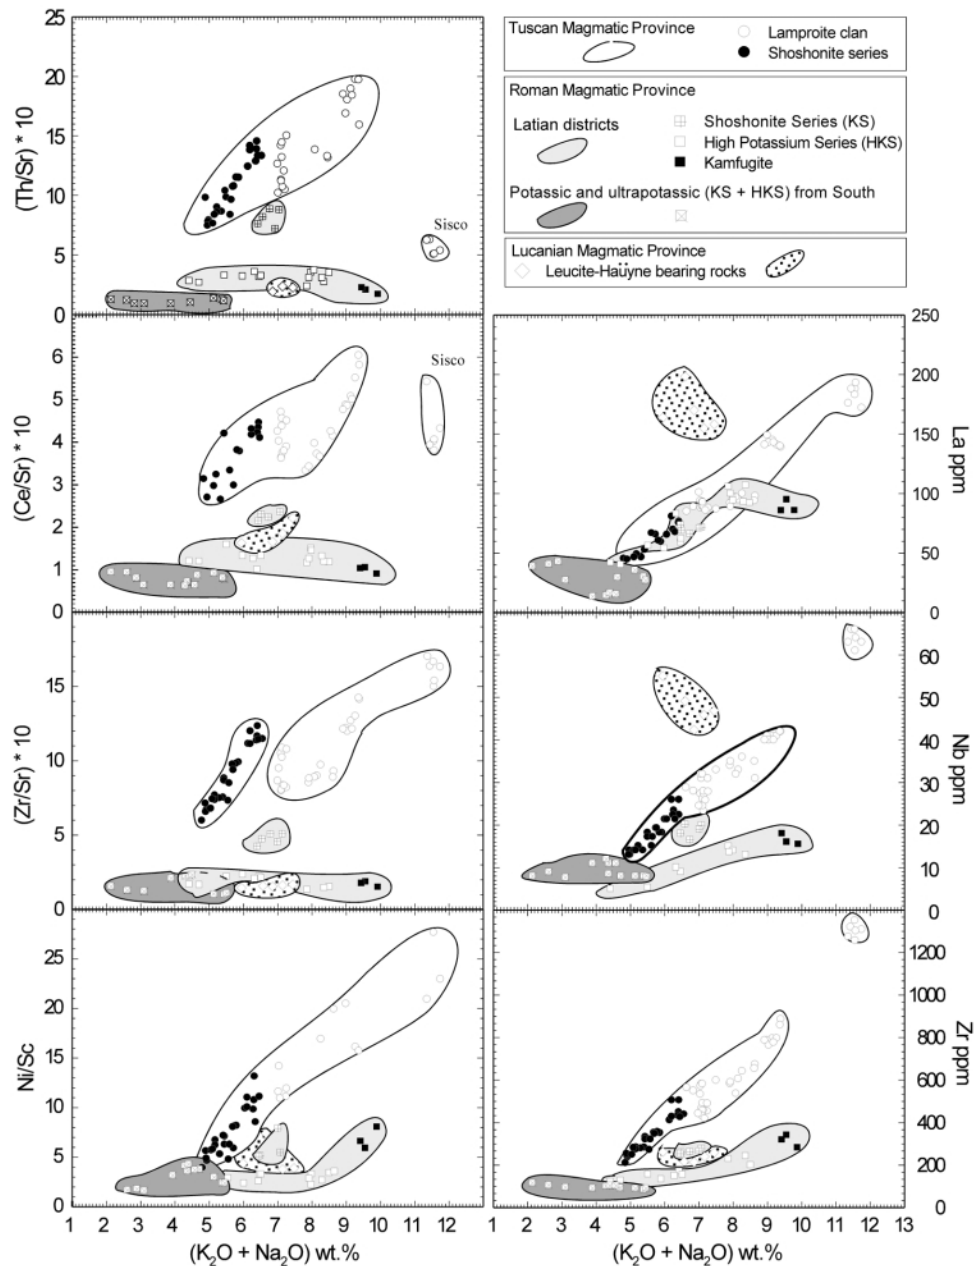 Tuscan Magmatic Province
Lamproite clan
Shoshonite series
Roman Magmatic Province
Latian districts
Shoshonite Series (KS)
High Potassium Series (HKS)
Kamfugite
Potassic and ultrapotassic (KS + HKS) from South
Lucanian Magmatic Province
Leucite-Haüyne bearing rocks
25
20
15
10
5
0
(Th/Sr) * 10
Sisco
6
5
4
3
2
1
0
(Ce/Sr) * 10
Sisco
250
200
150
100
50
0
La ppm
15
10
5
0
(Zr/Sr) * 10
60
50
40
30
20
10
0
Nb ppm
25
20
15
10
5
0
Ni/Sc
1 2 3 4 5 6 7 8 9 10 11 12
(K2O + Na2O) wt.%
1200
1000
800
600
400
200
0
Zr ppm
1 2 3 4 5 6 7 8 9 10 11 12 13
(K2O + Na2O) wt.%